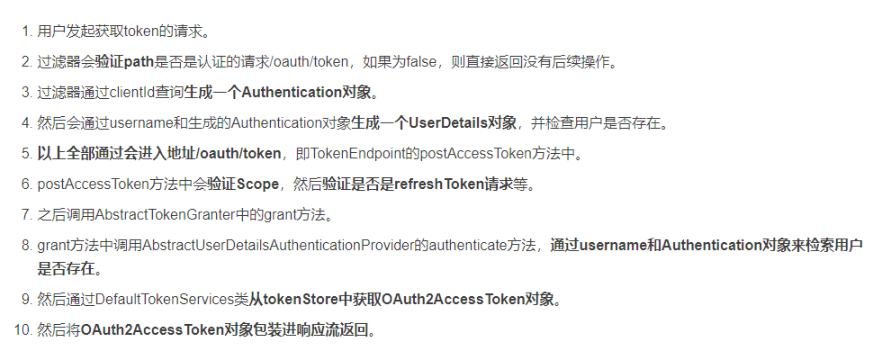 1. 用户发起获取token的请求。
2. 过滤器会验证path是否是认证的请求/oauth/token，如果为false，则直接返回没有后续操作。
3. 过滤器通过clientId查询生成一个Authentication对象。
4. 然后会通过username和生成的Authentication对象生成一个UserDetails对象，并检查用户是否存在。
5. 以上全部通过会进入地址/oauth/token，即TokenEndpoint的postAccessToken方法中。
6. postAccessToken方法中会验证Scope，然后验证是否是refreshToken请求等。
7. 之后调用AbstractTokenGranter中的grant方法。
8. grant方法中调用AbstractUserDetailsAuthenticationProvider的authenticate方法，通过username和Authentication对象来检索用户
是否存在。
9. 然后通过DefaultTokenServices类从tokenStore中获取OAuth2AccessToken对象。
10. 然后将OAuth2AccessToken对象包装进响应流返回。